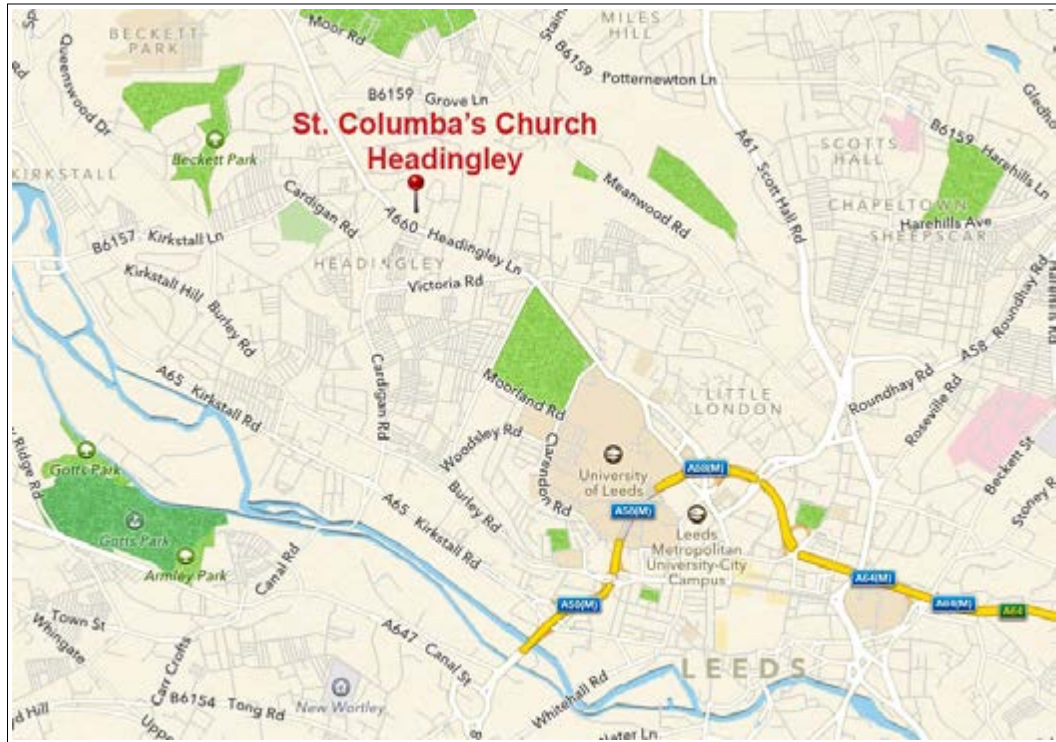 BECKETT
PARK
Moor Rd
MILES
HILL
B6159
Potternewton Ln
Queenswood Dr
B6159 Grove Ln
St. Columba's Church
Headingley
A61 Scott Hall Rd
SCOTTS
HALL
B6159 Harehills Ln
Beckett Park
KIRKSTALL
Cardigan Rd
Meanwood Rd
CHAPELTOWN
Harehills Ave
SHEEPSCAR
B6157 Kirkstall Ln
A660 Headingley Ln
HEADINGLEY
Victoria Rd
Kirkstall Hill
Burley Rd
A58 Roundhay Rd
A65 Kirkstall Rd
Cardigan Rd
Moorland Rd
LITTLE
LONDON
Roundhay Rd
Roseville Rd
Woodsley Rd
Clarendon Rd
Beckett St
Ridge Rd
Gotts Park
University
of Leeds
A58(M)
Burley Rd
A65 Kirkstall Rd
A58(M)
Stoney R
Gotts Park
Leeds
Metropolitan
University-City
Campus
Armley Park
Canal Rd
A64(M)
A58(M)
A64(M)
A64
Town St
Whingate
Carr Crofts
A647 Canal St
LEEDS
B6154 Tong Rd
New Wortley
Whitehall Rd